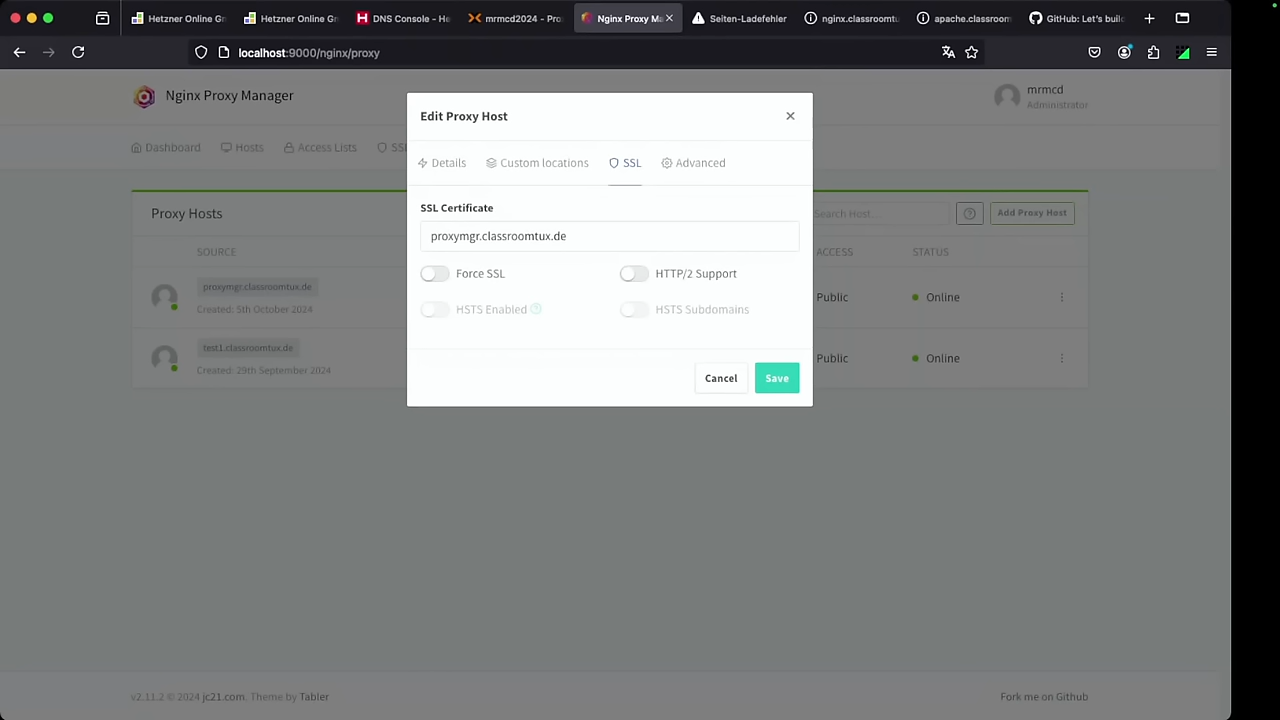 Hetzner Online Gr
Hetzner Online Gr
DNS Console - He
mrmcd2024 - Pro
Nginx Proxy Ma
Seiten-Ladefehler
nginx.classroomtu
apache.classroom
GitHub: Let's build
localhost:9000/nginx/proxy
Nginx Proxy Manager
mrmcd
Administrator
Dashboard
Hosts
Access Lists
SS
Edit Proxy Host
Details
Custom locations
SSL
Advanced
SSL Certificate
proxymgr.classroomtux.de
Force SSL
HTTP/2 Support
HSTS Enabled
HSTS Subdomains
Cancel
Save
Proxy Hosts
Search Host…
Add Proxy Host
SOURCE
ACCESS
STATUS
proxymgr.classroomtux.de
Created: 5th October 2024
Public
Online
test1.classroomtux.de
Created: 29th September 2024
Public
Online
v2.11.2 © 2024 jc21.com. Theme by Tabler
Fork me on Github